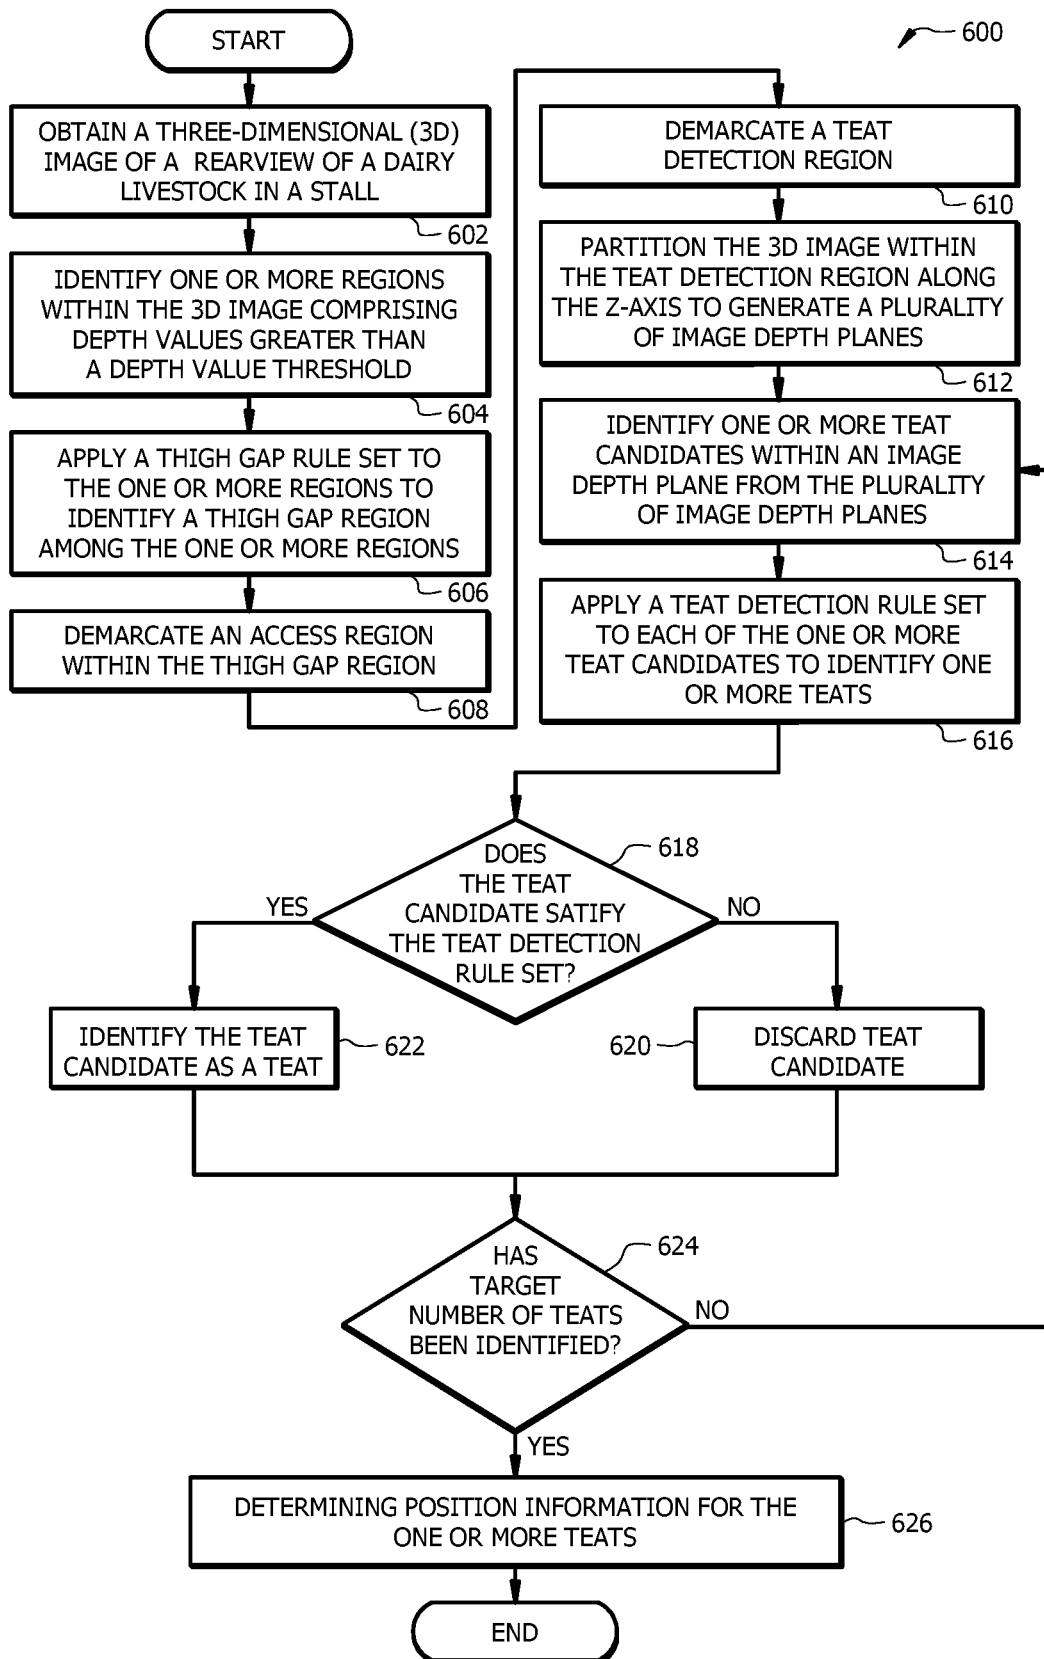 START
600
OBTAIN A THREE-DIMENSIONAL (3D)
IMAGE OF A REARVIEW OF A DAIRY
LIVESTOCK IN A STALL
602
IDENTIFY ONE OR MORE REGIONS
WITHIN THE 3D IMAGE COMPRISING
DEPTH VALUES GREATER THAN
A DEPTH VALUE THRESHOLD
604
APPLY A THIGH GAP RULE SET TO
THE ONE OR MORE REGIONS TO
IDENTIFY A THIGH GAP REGION
AMONG THE ONE OR MORE REGIONS
606
DEMARCATE AN ACCESS REGION
WITHIN THE THIGH GAP REGION
608
DEMARCATE A TEAT
DETECTION REGION
610
PARTITION THE 3D IMAGE WITHIN
THE TEAT DETECTION REGION ALONG
THE Z-AXIS TO GENERATE A PLURALITY
OF IMAGE DEPTH PLANES
612
IDENTIFY ONE OR MORE TEAT
CANDIDATES WITHIN AN IMAGE
DEPTH PLANE FROM THE PLURALITY
OF IMAGE DEPTH PLANES
614
APPLY A TEAT DETECTION RULE SET
TO EACH OF THE ONE OR MORE
TEAT CANDIDATES TO IDENTIFY ONE
OR MORE TEATS
616
DOES
THE TEAT
CANDIDATE SATIFY
THE TEAT DETECTION
RULE SET?
618
YES
NO
IDENTIFY THE TEAT
CANDIDATE AS A TEAT
622
620
DISCARD TEAT
CANDIDATE
HAS
TARGET
NUMBER OF TEATS
BEEN IDENTIFIED?
624
NO
YES
DETERMINING POSITION INFORMATION FOR THE
ONE OR MORE TEATS
626
END